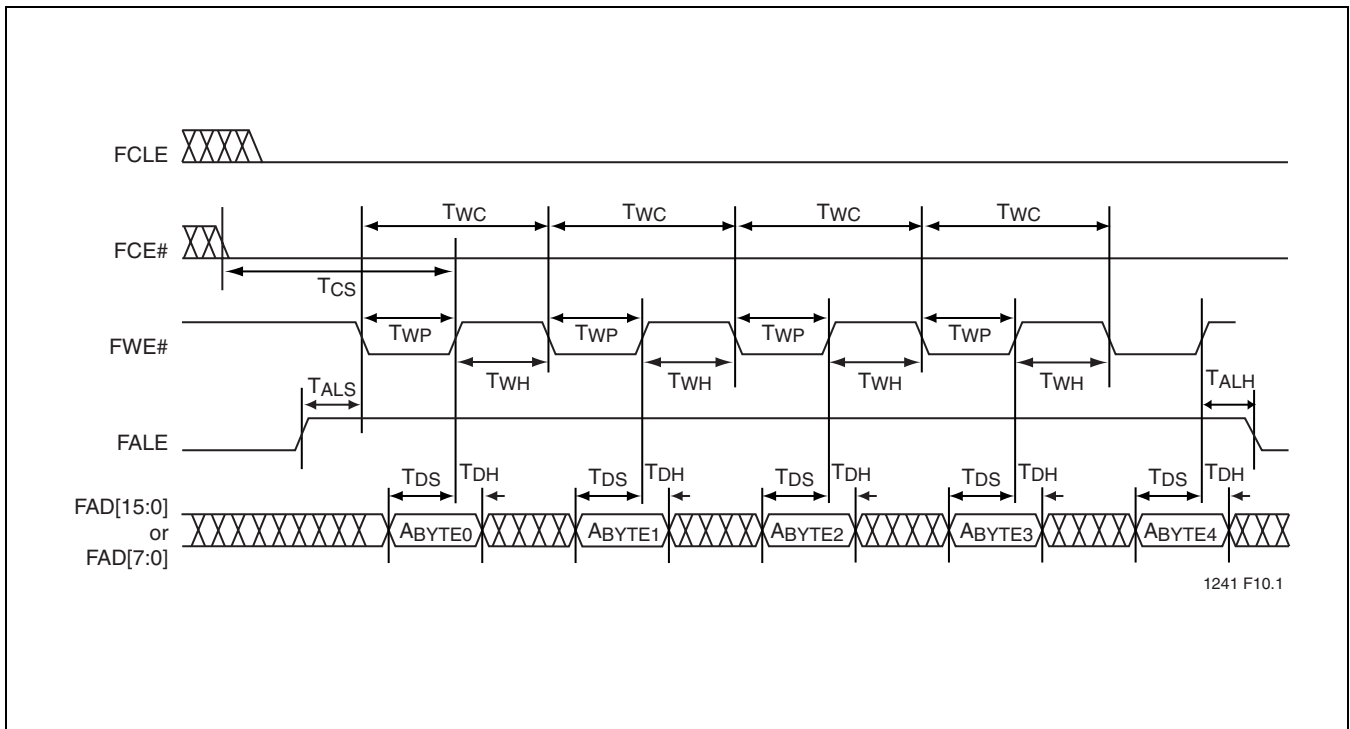 FCLE
TWC TWC TWC TWC
FCE#
TCS
TWP TWP TWP TWP
FWE#
TWH TWH TWH TWH
TALS TALH
FALE
TDS TDH TDS TDH TDS TDH TDS TDH TDS TDH
FAD[15:0]
or
FAD[7:0]
ABYTE0 ABYTE1 ABYTE2 ABYTE3 ABYTE4
1241 F10.1